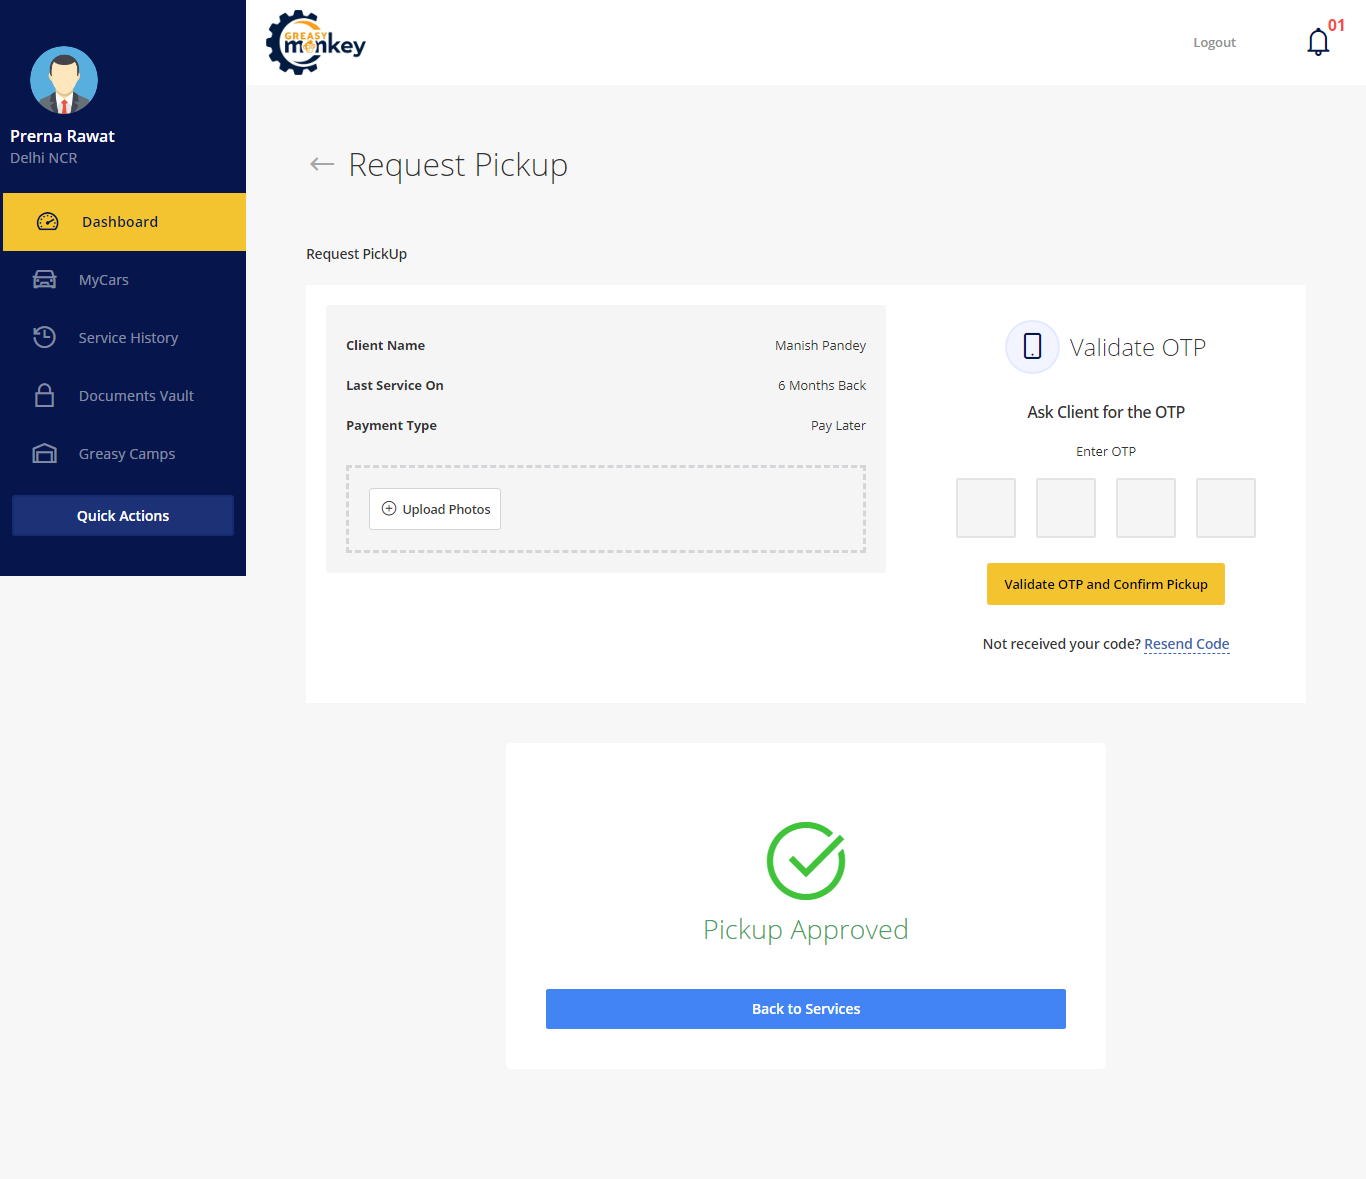 Prerna Rawat
Delhi NCR
Dashboard
MyCars
Service History
Documents Vault
Greasy Camps
Quick Actions
GREASY
monkey
Logout
01
Request Pickup
Request PickUp
Client Name Manish Pandey
Last Service On 6 Months Back
Payment Type Pay Later
Upload Photos
Validate OTP
Ask Client for the OTP
Enter OTP
Validate OTP and Confirm Pickup
Not received your code? Resend Code
Pickup Approved
Back to Services